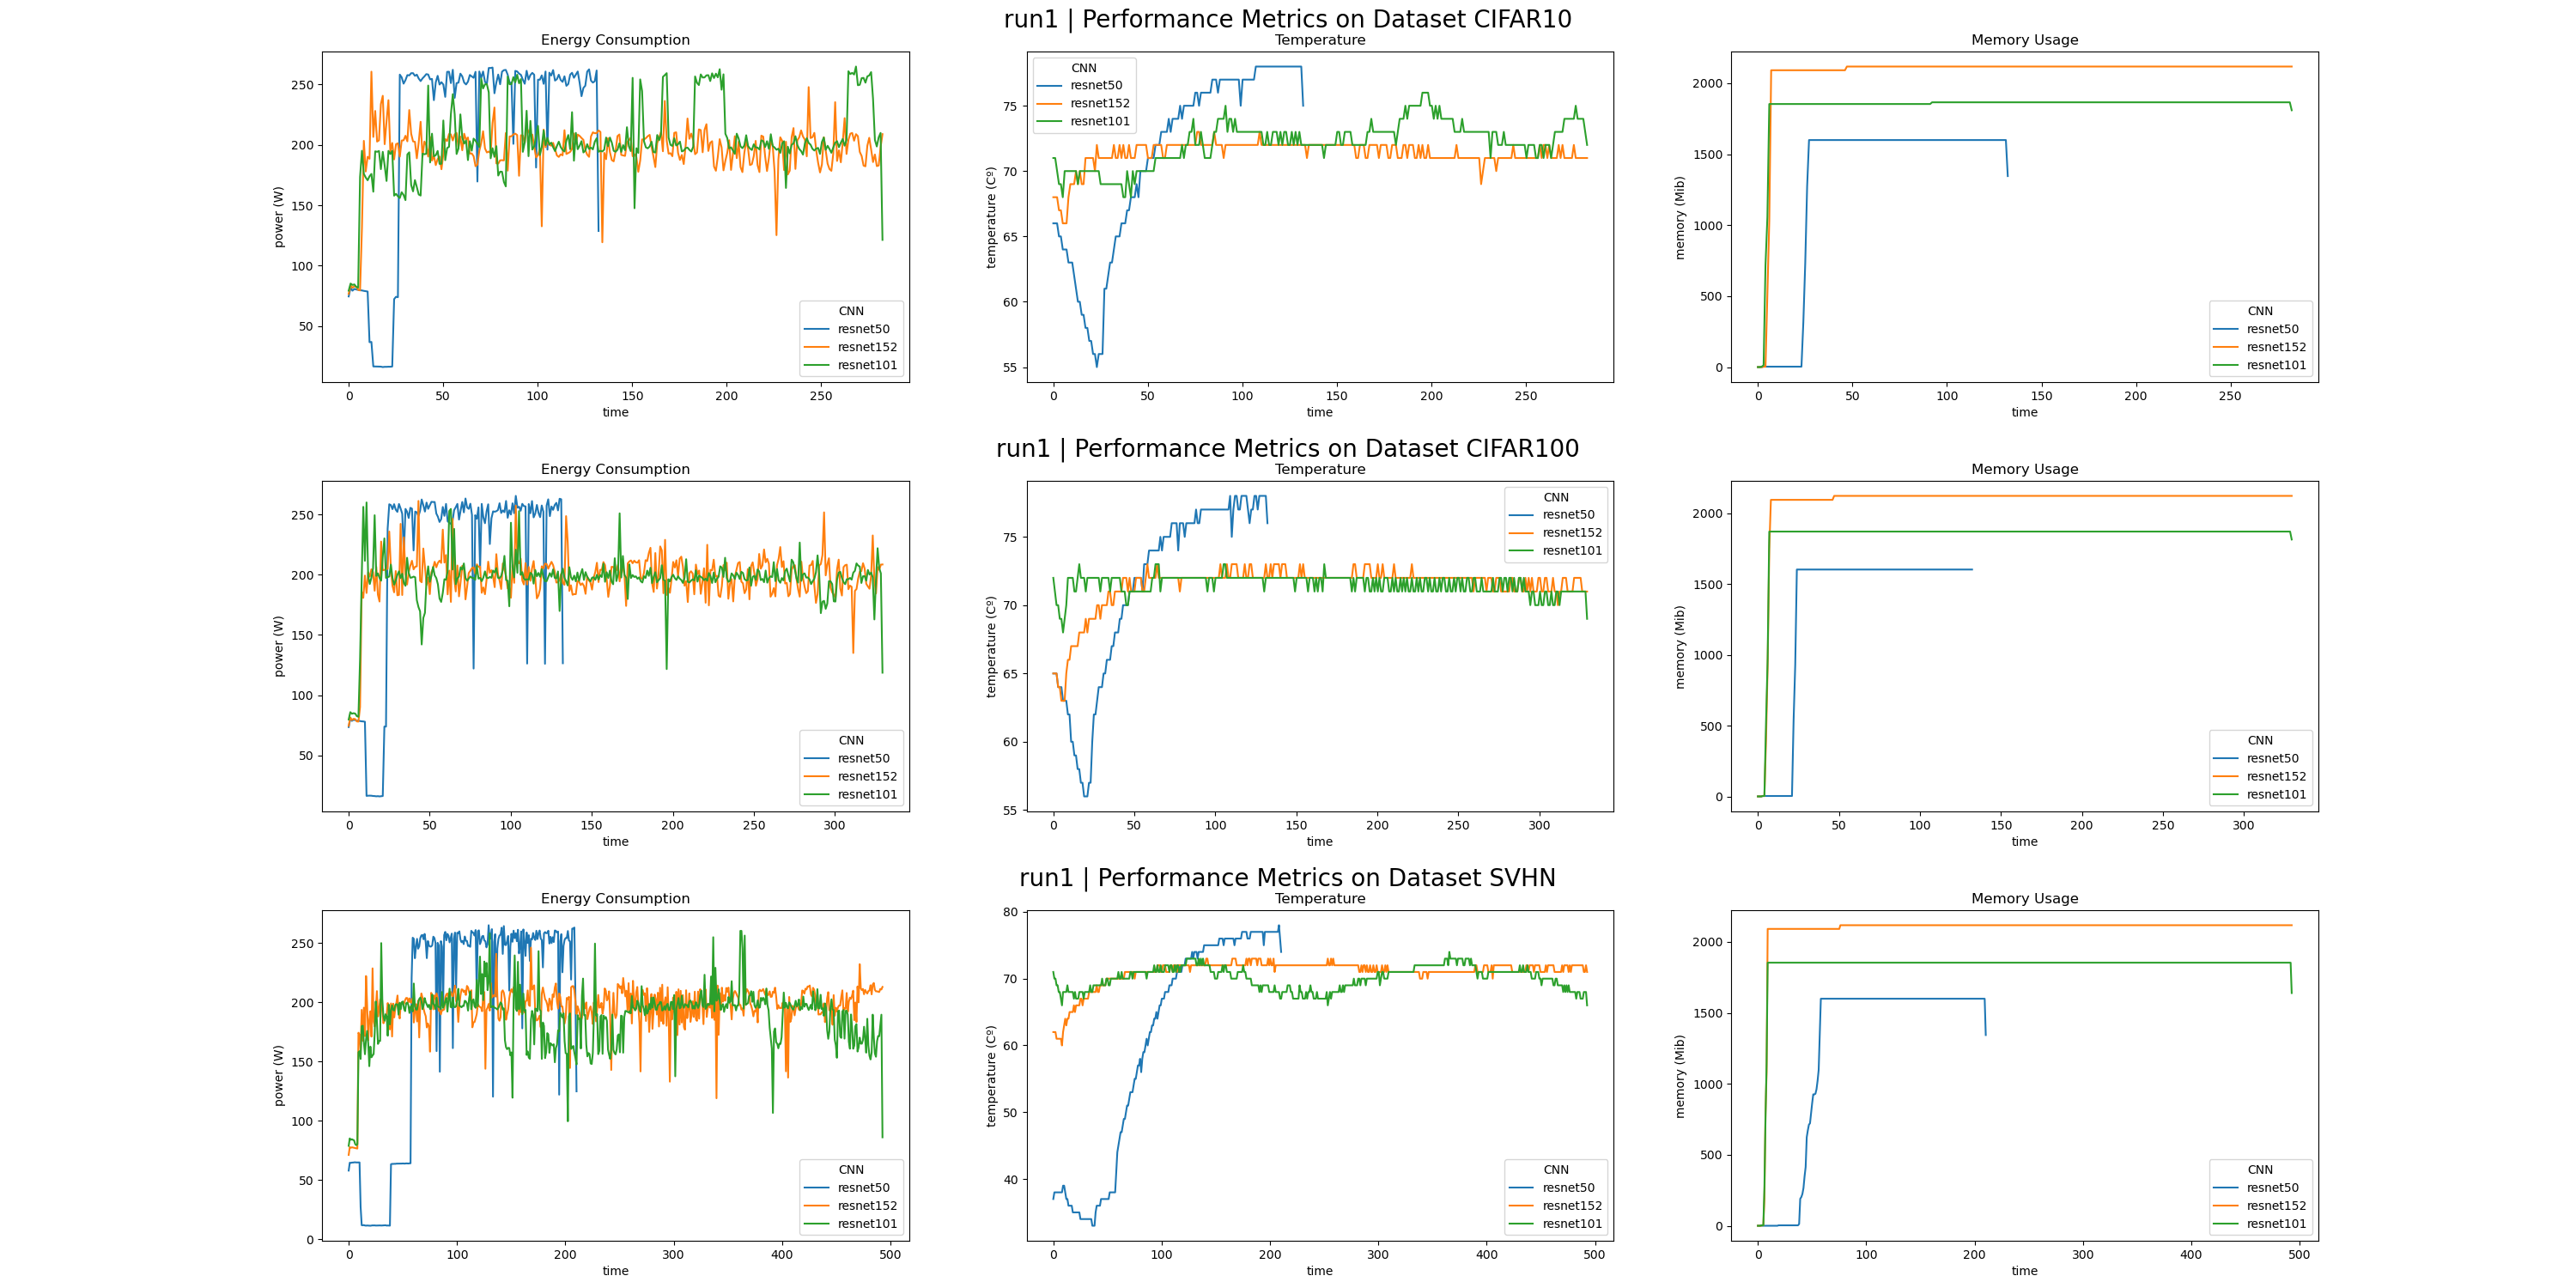 run1 | Performance Metrics on Dataset CIFAR10
Energy Consumption
power (W)
250
200
150
100
50
0 50 100 150 200 250
time
CNN
resnet50
resnet152
resnet101
Temperature
temperature (Cº)
75
70
65
60
55
0 50 100 150 200 250
time
CNN
resnet50
resnet152
resnet101
Memory Usage
memory (Mib)
2000
1500
1000
500
0
0 50 100 150 200 250
time
CNN
resnet50
resnet152
resnet101
run1 | Performance Metrics on Dataset CIFAR100
Energy Consumption
power (W)
250
200
150
100
50
0 50 100 150 200 250 300
time
CNN
resnet50
resnet152
resnet101
Temperature
temperature (Cº)
75
70
65
60
55
0 50 100 150 200 250 300
time
CNN
resnet50
resnet152
resnet101
Memory Usage
memory (Mib)
2000
1500
1000
500
0
0 50 100 150 200 250 300
time
CNN
resnet50
resnet152
resnet101
run1 | Performance Metrics on Dataset SVHN
Energy Consumption
power (W)
250
200
150
100
50
0
0 100 200 300 400 500
time
CNN
resnet50
resnet152
resnet101
Temperature
temperature (Cº)
80
70
60
50
40
0 100 200 300 400 500
time
CNN
resnet50
resnet152
resnet101
Memory Usage
memory (Mib)
2000
1500
1000
500
0
0 100 200 300 400 500
time
CNN
resnet50
resnet152
resnet101